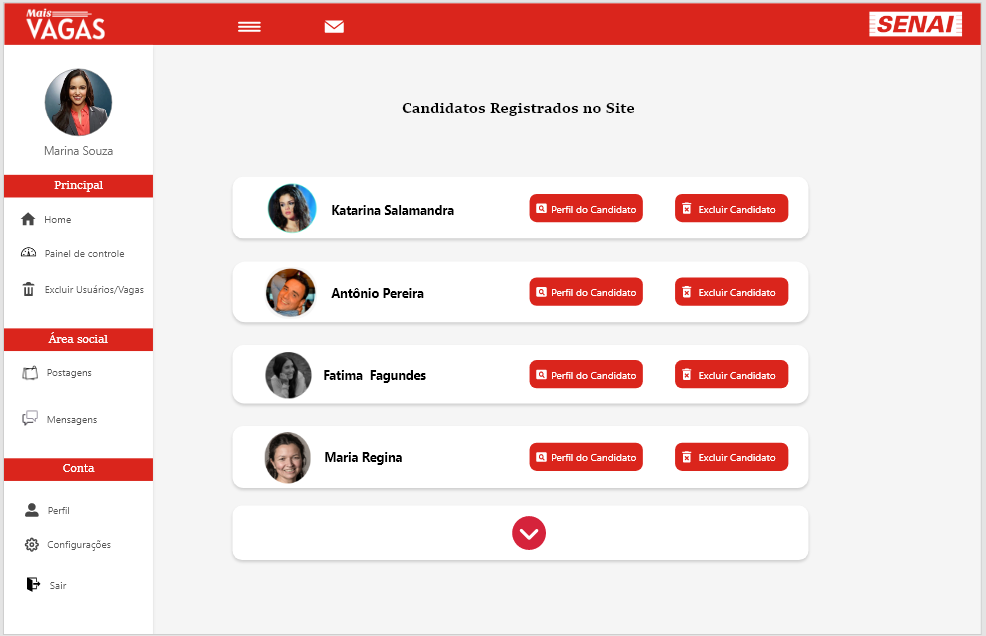 Mais
VAGAS
SENAI
Marina Souza
Principal
Home
Painel de controle
Excluir Usuários/Vagas
Área social
Postagens
Mensagens
Conta
Perfil
Configurações
Sair
Candidatos Registrados no Site
Katarina Salamandra
Perfil do Candidato
Excluir Candidato
Antônio Pereira
Perfil do Candidato
Excluir Candidato
Fatima Fagundes
Perfil do Candidato
Excluir Candidato
Maria Regina
Perfil do Candidato
Excluir Candidato